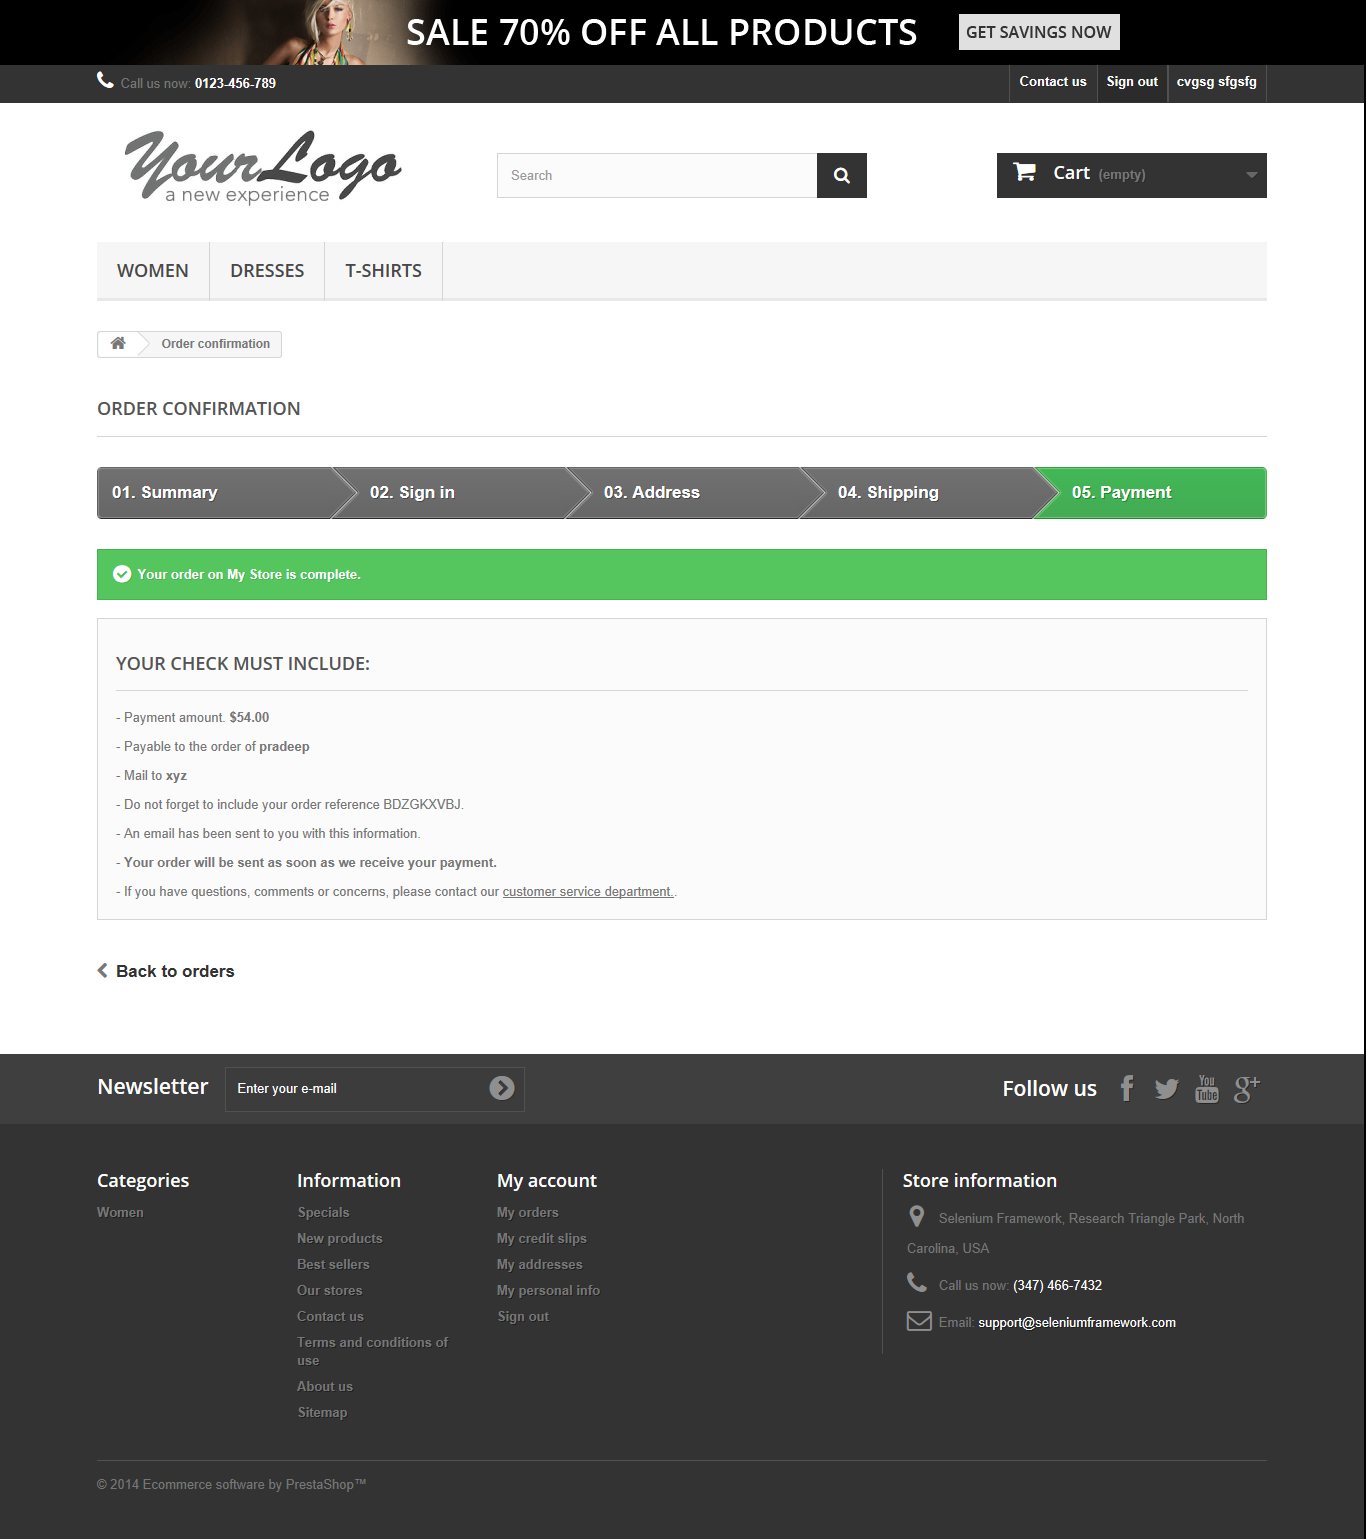 SALE 70% OFF ALL PRODUCTS GET SAVINGS NOW
Call us now: 0123-456-789 Contact us Sign out cvgsg sfgsfg
YourLogo
a new experience
Search
Cart (empty)
WOMEN DRESSES T-SHIRTS
Order confirmation
ORDER CONFIRMATION
01. Summary 02. Sign in 03. Address 04. Shipping 05. Payment
Your order on My Store is complete.
YOUR CHECK MUST INCLUDE:
- Payment amount. $54.00
- Payable to the order of pradeep
- Mail to xyz
- Do not forget to include your order reference BDZGKXVBJ.
- An email has been sent to you with this information.
- Your order will be sent as soon as we receive your payment.
- If you have questions, comments or concerns, please contact our customer service department..
Back to orders
Newsletter Enter your e-mail Follow us You Tube g+
Categories
Women
Information
Specials
New products
Best sellers
Our stores
Contact us
Terms and conditions of
use
About us
Sitemap
My account
My orders
My credit slips
My addresses
My personal info
Sign out
Store information
Selenium Framework, Research Triangle Park, North
Carolina, USA
Call us now: (347) 466-7432
Email: support@seleniumframework.com
© 2014 Ecommerce software by PrestaShop™